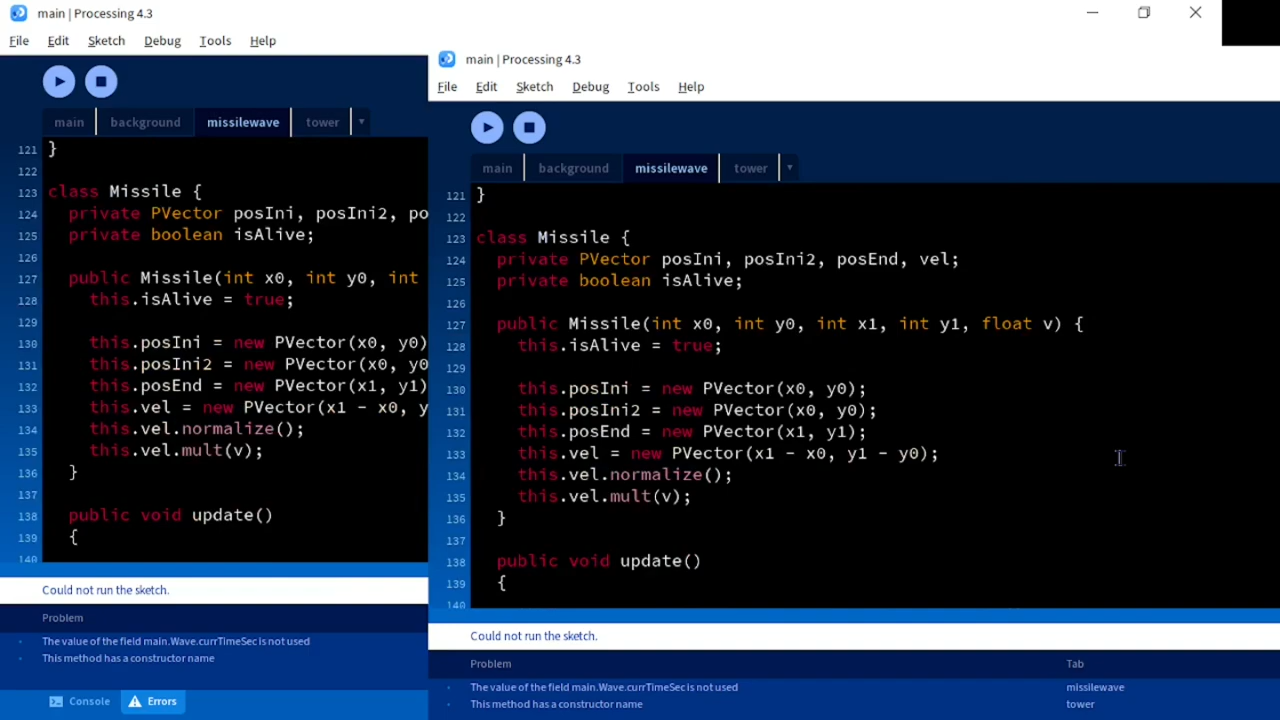 main | Processing 4.3
File Edit Sketch Debug Tools Help
main background missilewave tower
121 }
122
123 class Missile {
124 private PVector posIni, posIni2, po
125 private boolean isAlive;
126
127 public Missile(int x0, int y0, int
128 this.isAlive = true;
129
130 this.posIni = new PVector(x0, y0)
131 this.posIni2 = new PVector(x0, y0
132 this.posEnd = new PVector(x1, y1)
133 this.vel = new PVector(x1 - x0, y
134 this.vel.normalize();
135 this.vel.mult(v);
136 }
137
138 public void update()
139 {
140
Could not run the sketch.
Problem
The value of the field main.Wave.currTimeSec is not used
This method has a constructor name
Console Errors
main | Processing 4.3
File Edit Sketch Debug Tools Help
main background missilewave tower
121 }
122
123 class Missile {
124 private PVector posIni, posIni2, posEnd, vel;
125 private boolean isAlive;
126
127 public Missile(int x0, int y0, int x1, int y1, float v) {
128 this.isAlive = true;
129
130 this.posIni = new PVector(x0, y0);
131 this.posIni2 = new PVector(x0, y0);
132 this.posEnd = new PVector(x1, y1);
133 this.vel = new PVector(x1 - x0, y1 - y0);
134 this.vel.normalize();
135 this.vel.mult(v);
136 }
137
138 public void update()
139 {
140
Could not run the sketch.
Problem Tab
The value of the field main.Wave.currTimeSec is not used missilewave
This method has a constructor name tower